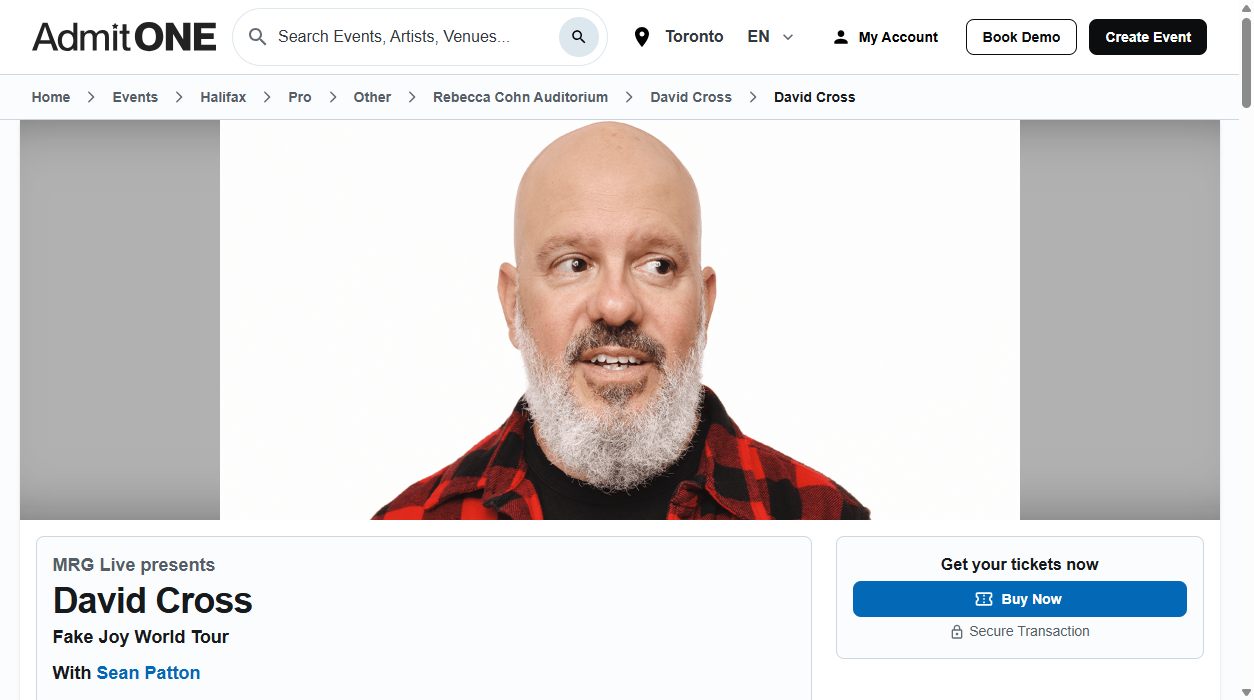 AdmitONE
Search Events, Artists, Venues...
Toronto
EN
My Account
Book Demo
Create Event
Home > Events > Halifax > Pro > Other > Rebecca Cohn Auditorium > David Cross > David Cross
MRG Live presents
David Cross
Fake Joy World Tour
With Sean Patton
Get your tickets now
Buy Now
Secure Transaction